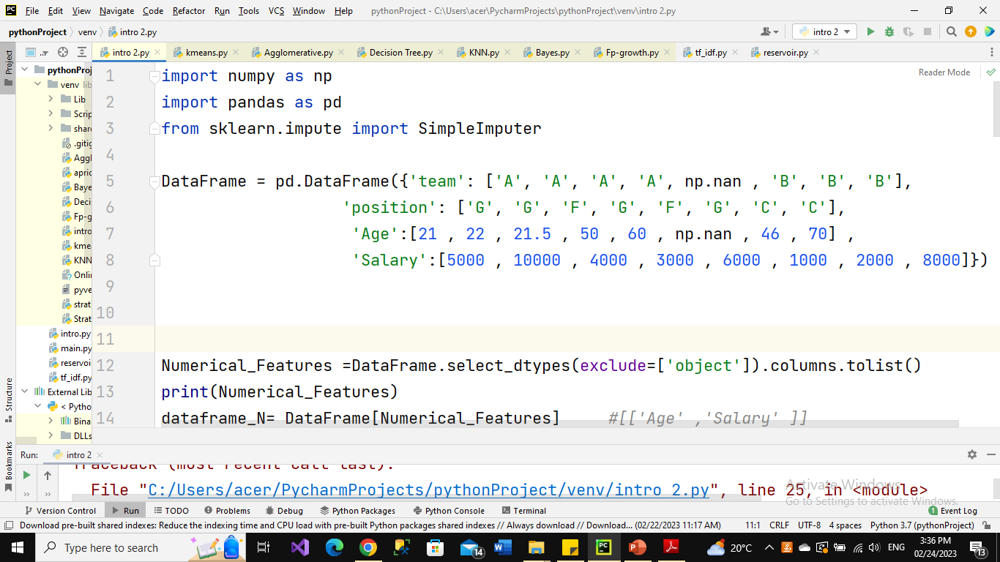 File Edit View Navigate Code Refactor Run Tools VCS Window Help pythonProject - C:\Users\acer\PycharmProjects\pythonProject\venv\intro 2.py
pythonProject venv intro 2.py intro 2
Project
intro 2.py kmeans.py Agglomerative.py Decision Tree.py KNN.py Bayes.py Fp-growth.py tf_idf.py reservoir.py
Reader Mode
pythonProj
venv lib
Lib
Scrip
share
.gitig
Aggl
apric
Baye
Deci
Fp-g
intro
kme
KNN
Onli
pyve
strat
Strat
intro.py
main.py
reservoi
tf_idf.py
External Lib
< Pytho
Bina
DLLs
1 import numpy as np
2 import pandas as pd
3 from sklearn.impute import SimpleImputer
4
5 DataFrame = pd.DataFrame({'team': ['A', 'A', 'A', 'A', np.nan , 'B', 'B', 'B'],
6 'position': ['G', 'G', 'F', 'G', 'F', 'G', 'C', 'C'],
7 'Age':[21 , 22 , 21.5 , 50 , 60 , np.nan , 46 , 70] ,
8 'Salary':[5000 , 10000 , 4000 , 3000 , 6000 , 1000 , 2000 , 8000]})
9
10
11
12 Numerical_Features =DataFrame.select_dtypes(exclude=['object']).columns.tolist()
13 print(Numerical_Features)
14 dataframe_N= DataFrame[Numerical_Features] #[['Age' ,'Salary' ]]
Structure
Bookmarks
Run: intro 2
Traceback (most recent call last):
File "C:/Users/acer/PycharmProjects/pythonProject/venv/intro 2.py", line 25, in <module>
Activate Windows
Go to Settings to activate Windows.
Version Control Run TODO Problems Debug Python Packages Python Console Terminal 1 Event Log
Download pre-built shared indexes: Reduce the indexing time and CPU load with pre-built Python packages shared indexes // Always download // Download... (02/22/2023 11:17 AM) 11:1 CRLF UTF-8 4 spaces Python 3.7 (pythonProject)
Type here to search 14 20°C ENG 3:36 PM 02/24/2023 13